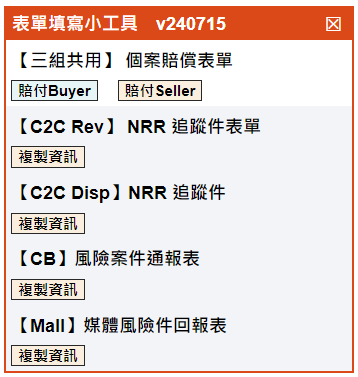 表單填寫小工具 v240715
【三組共用】 個案賠償表單
賠付Buyer 賠付Seller
【C2C Rev】 NRR 追蹤件表單
複製資訊
【C2C Disp】NRR 追蹤件
複製資訊
【CB】風險案件通報表
複製資訊
【Mall】媒體風險件回報表
複製資訊